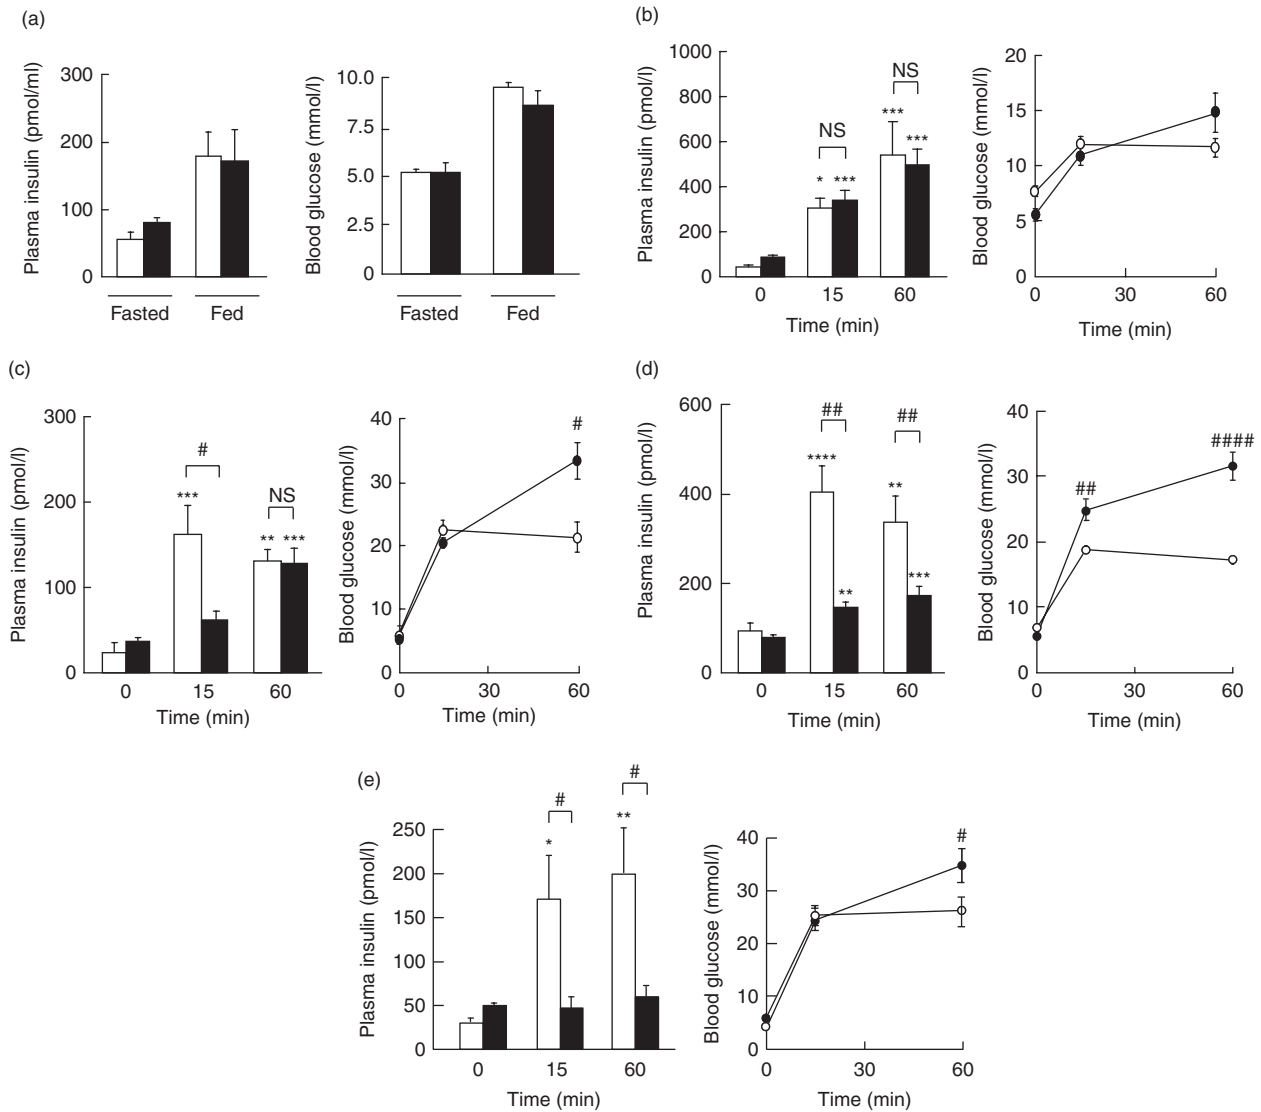 (a)
Plasma insulin (pmol/ml)
300
200
100
0
Fasted Fed
Blood glucose (mmol/l)
10.0
7.5
5.0
2.5
0
Fasted Fed
(b)
Plasma insulin (pmol/l)
1000
800
600
400
200
0
NS
* ***
NS
*** ***
0 15 60
Time (min)
Blood glucose (mmol/l)
20
15
10
5
0
0 30 60
Time (min)
(c)
Plasma insulin (pmol/l)
300
200
100
0
#
***
NS
** ***
0 15 60
Time (min)
Blood glucose (mmol/l)
40
30
20
10
0
#
0 30 60
Time (min)
(d)
Plasma insulin (pmol/l)
600
400
200
0
## ##
**** **
** ***
0 15 60
Time (min)
Blood glucose (mmol/l)
40
30
20
10
0
##
####
0 30 60
Time (min)
(e)
Plasma insulin (pmol/l)
250
200
150
100
50
0
# #
* **
0 15 60
Time (min)
Blood glucose (mmol/l)
40
30
20
10
0
#
0 30 60
Time (min)